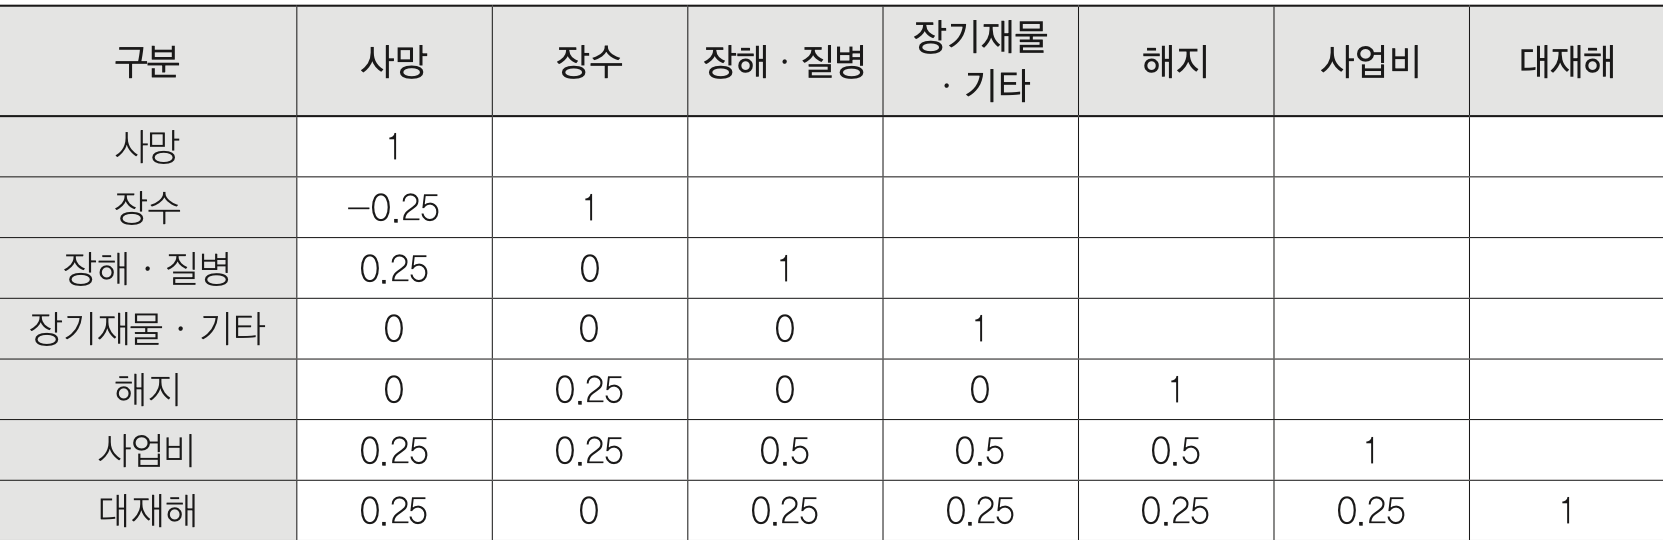 구분 사망 장수 장해 · 질병 장기재물 · 기타 해지 사업비 대재해
사망 1
장수 −0.25 1
장해 · 질병 0.25 0 1
장기재물 · 기타 0 0 0 1
해지 0 0.25 0 0 1
사업비 0.25 0.25 0.5 0.5 0.5 1
대재해 0.25 0 0.25 0.25 0.25 0.25 1